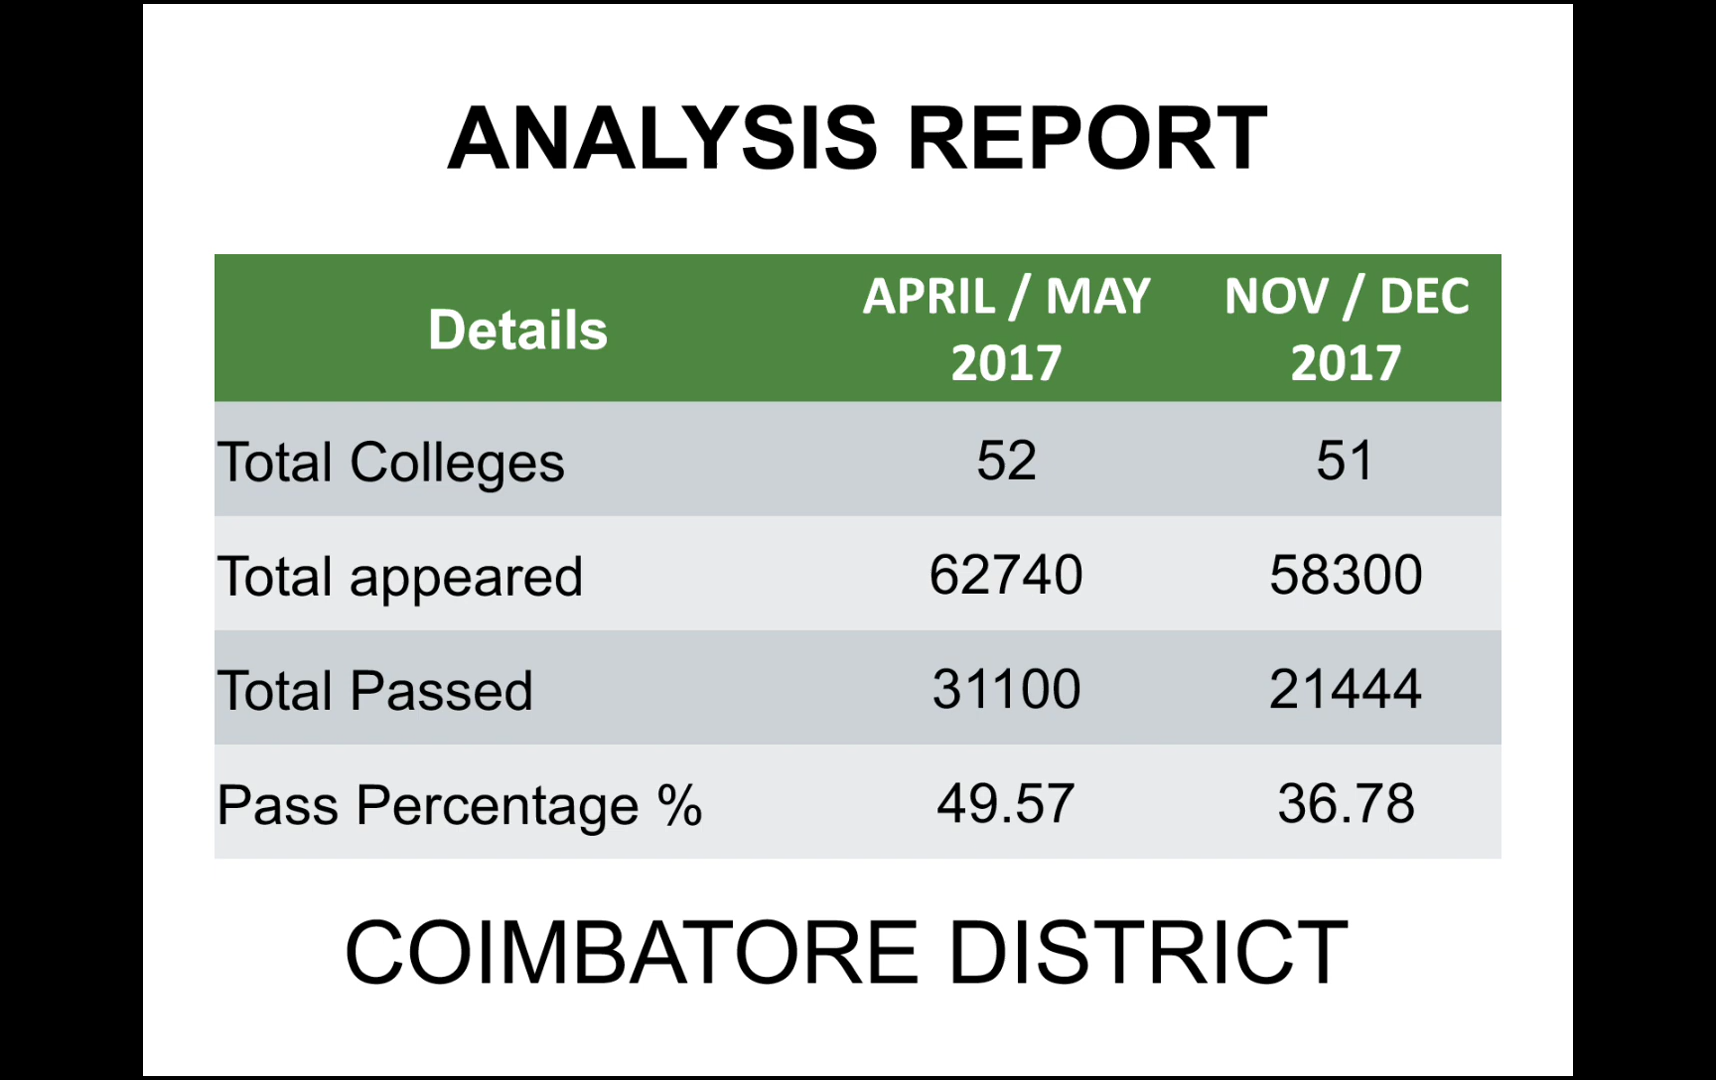 ANALYSIS REPORT
Details APRIL / MAY 2017 NOV / DEC 2017
Total Colleges 52 51
Total appeared 62740 58300
Total Passed 31100 21444
Pass Percentage % 49.57 36.78
COIMBATORE DISTRICT